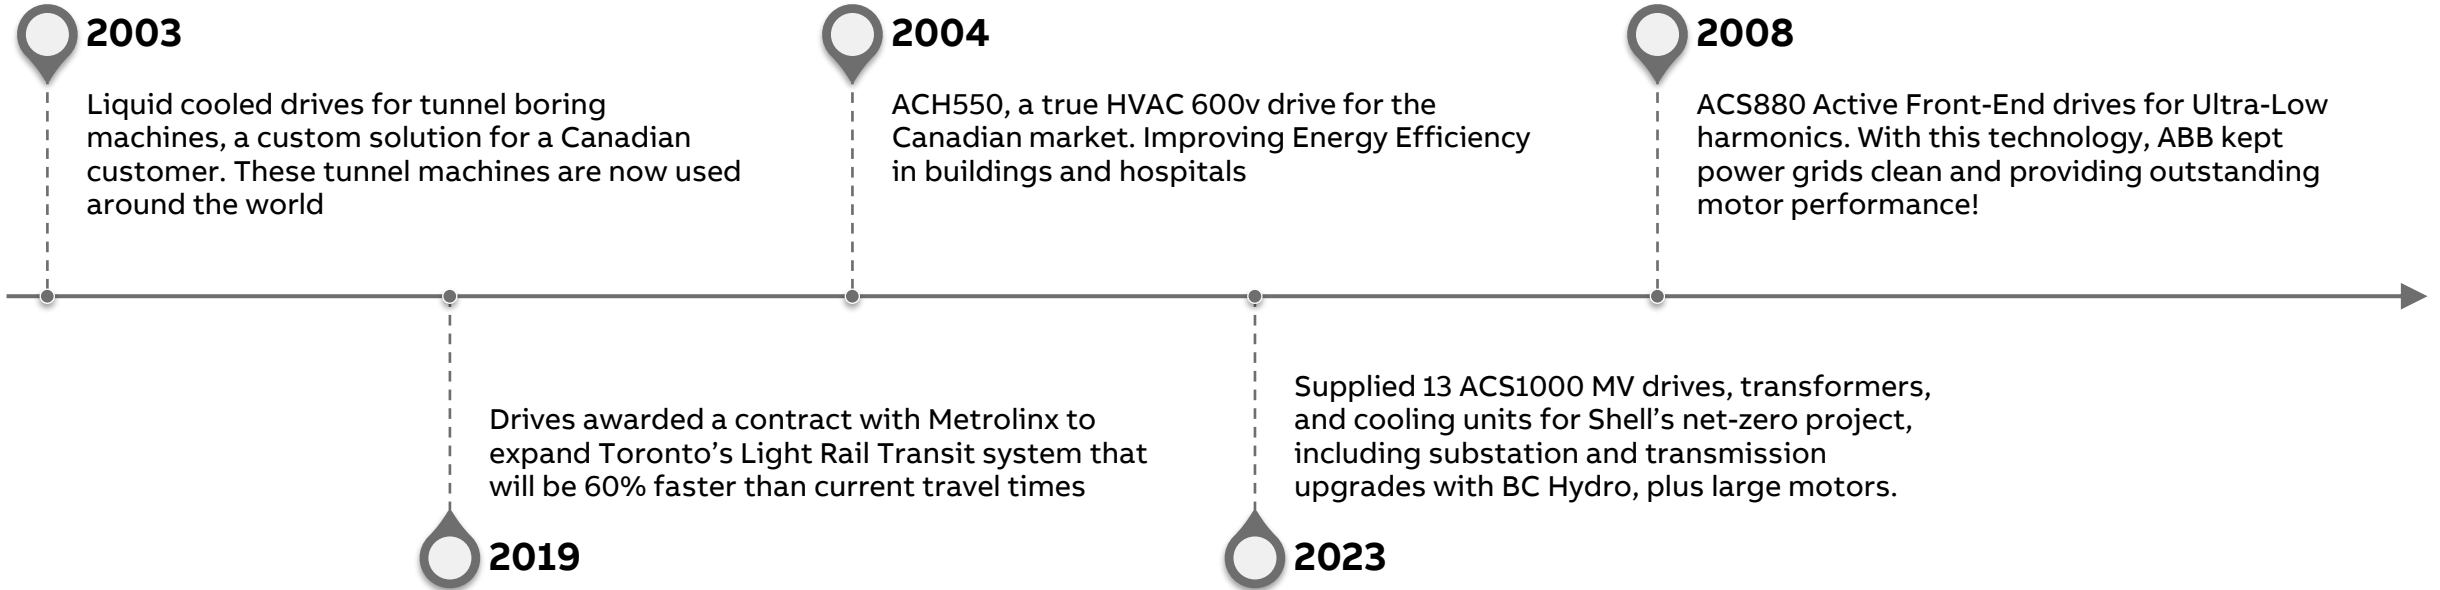 2003
Liquid cooled drives for tunnel boring
machines, a custom solution for a Canadian
customer. These tunnel machines are now used
around the world
2004
ACH550, a true HVAC 600v drive for the
Canadian market. Improving Energy Efficiency
in buildings and hospitals
2008
ACS880 Active Front-End drives for Ultra-Low
harmonics. With this technology, ABB kept
power grids clean and providing outstanding
motor performance!
Drives awarded a contract with Metrolinx to
expand Toronto’s Light Rail Transit system that
will be 60% faster than current travel times
2019
Supplied 13 ACS1000 MV drives, transformers,
and cooling units for Shell’s net-zero project,
including substation and transmission
upgrades with BC Hydro, plus large motors.
2023